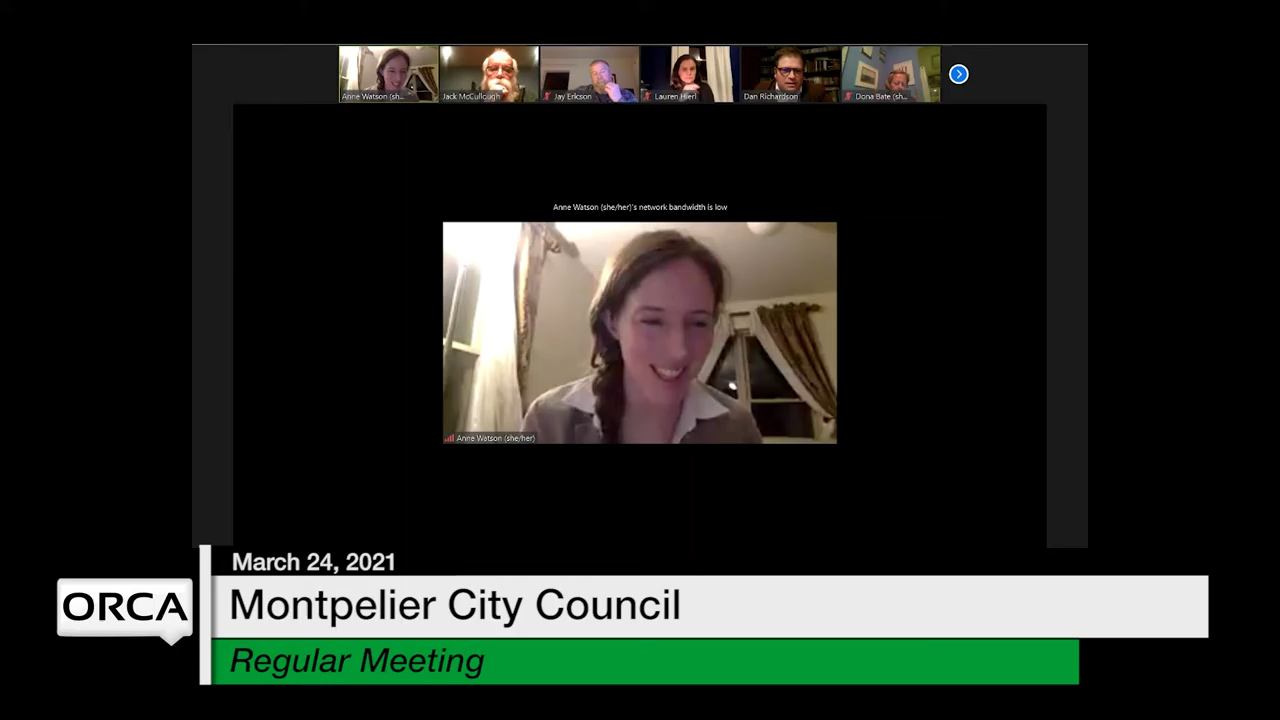 Anne Watson (sh...
Jack McCullough
Jay Ericson
Lauren Hierl
Dan Richardson
Dona Bate (sh...
Anne Watson (she/her)'s network bandwidth is low
Anne Watson (she/her)
March 24, 2021
ORCA
Montpelier City Council
Regular Meeting